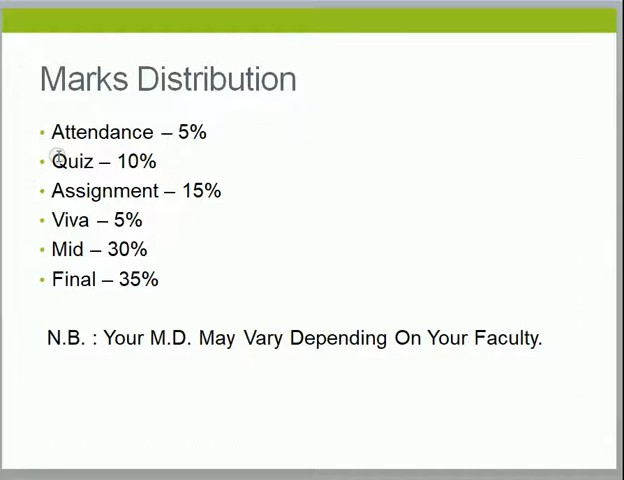 Marks Distribution
• Attendance – 5%
• Quiz – 10%
• Assignment – 15%
• Viva – 5%
• Mid – 30%
• Final – 35%
N.B. : Your M.D. May Vary Depending On Your Faculty.